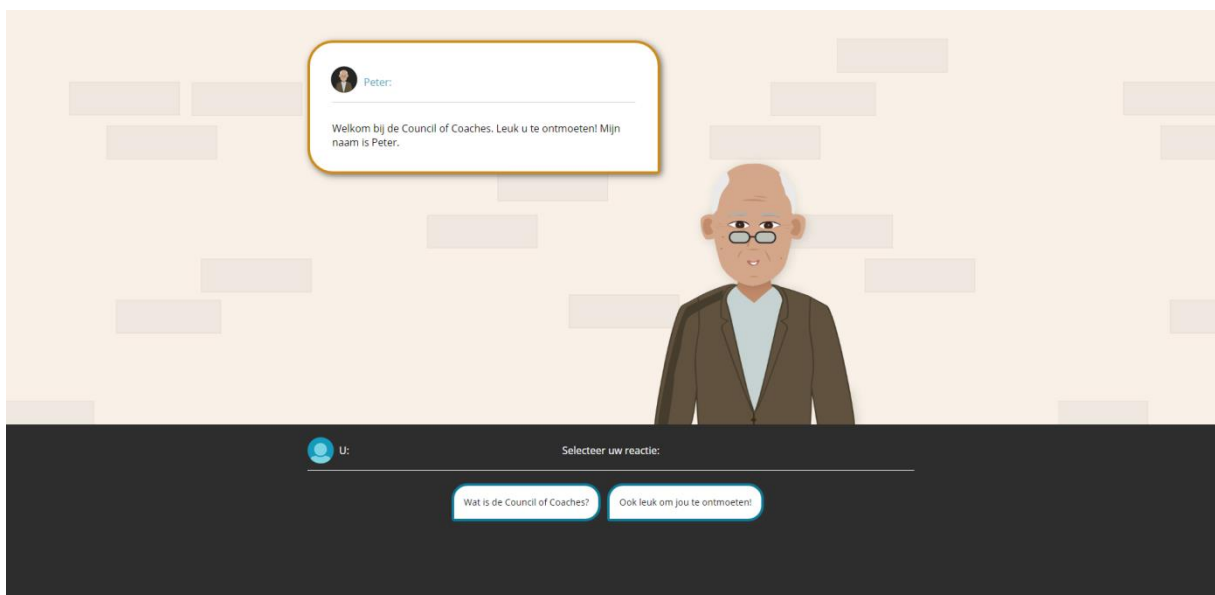 Peter:
Welkom bij de Council of Coaches. Leuk u te ontmoeten! Mijn
naam is Peter.
U:
Selecteer uw reactie:
Wat is de Council of Coaches?
Ook leuk om jou te ontmoeten!